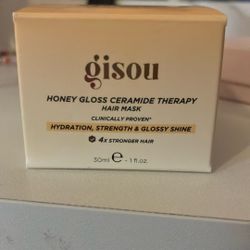 gisou
HONEY GLOSS CERAMIDE THERAPY
HAIR MASK
CLINICALLY PROVEN*
HYDRATION, STRENGTH & GLOSSY SHINE
4x STRONGER HAIR
30ml e - 1 fl.oz.